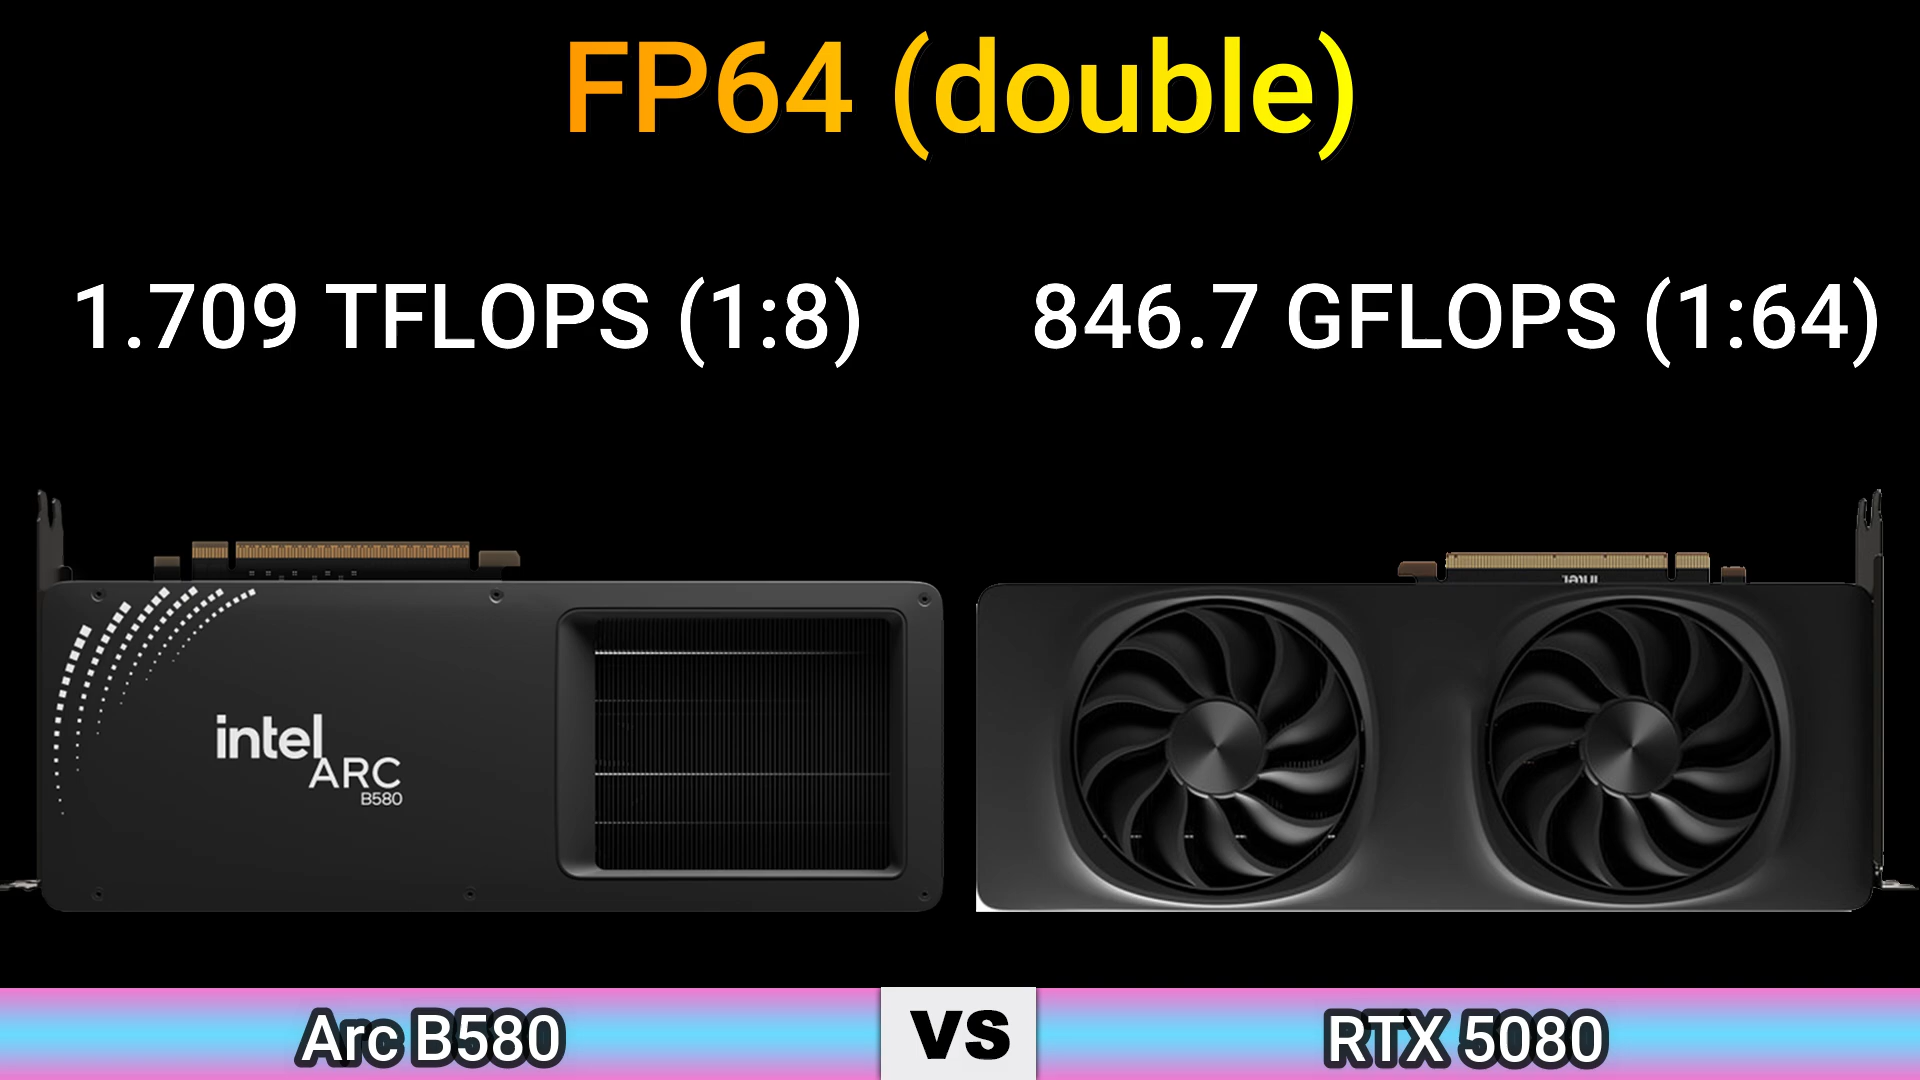 FP64 (double)
1.709 TFLOPS (1:8)
846.7 GFLOPS (1:64)
intel
ARC
B580
intel
Arc B580
VS
RTX 5080